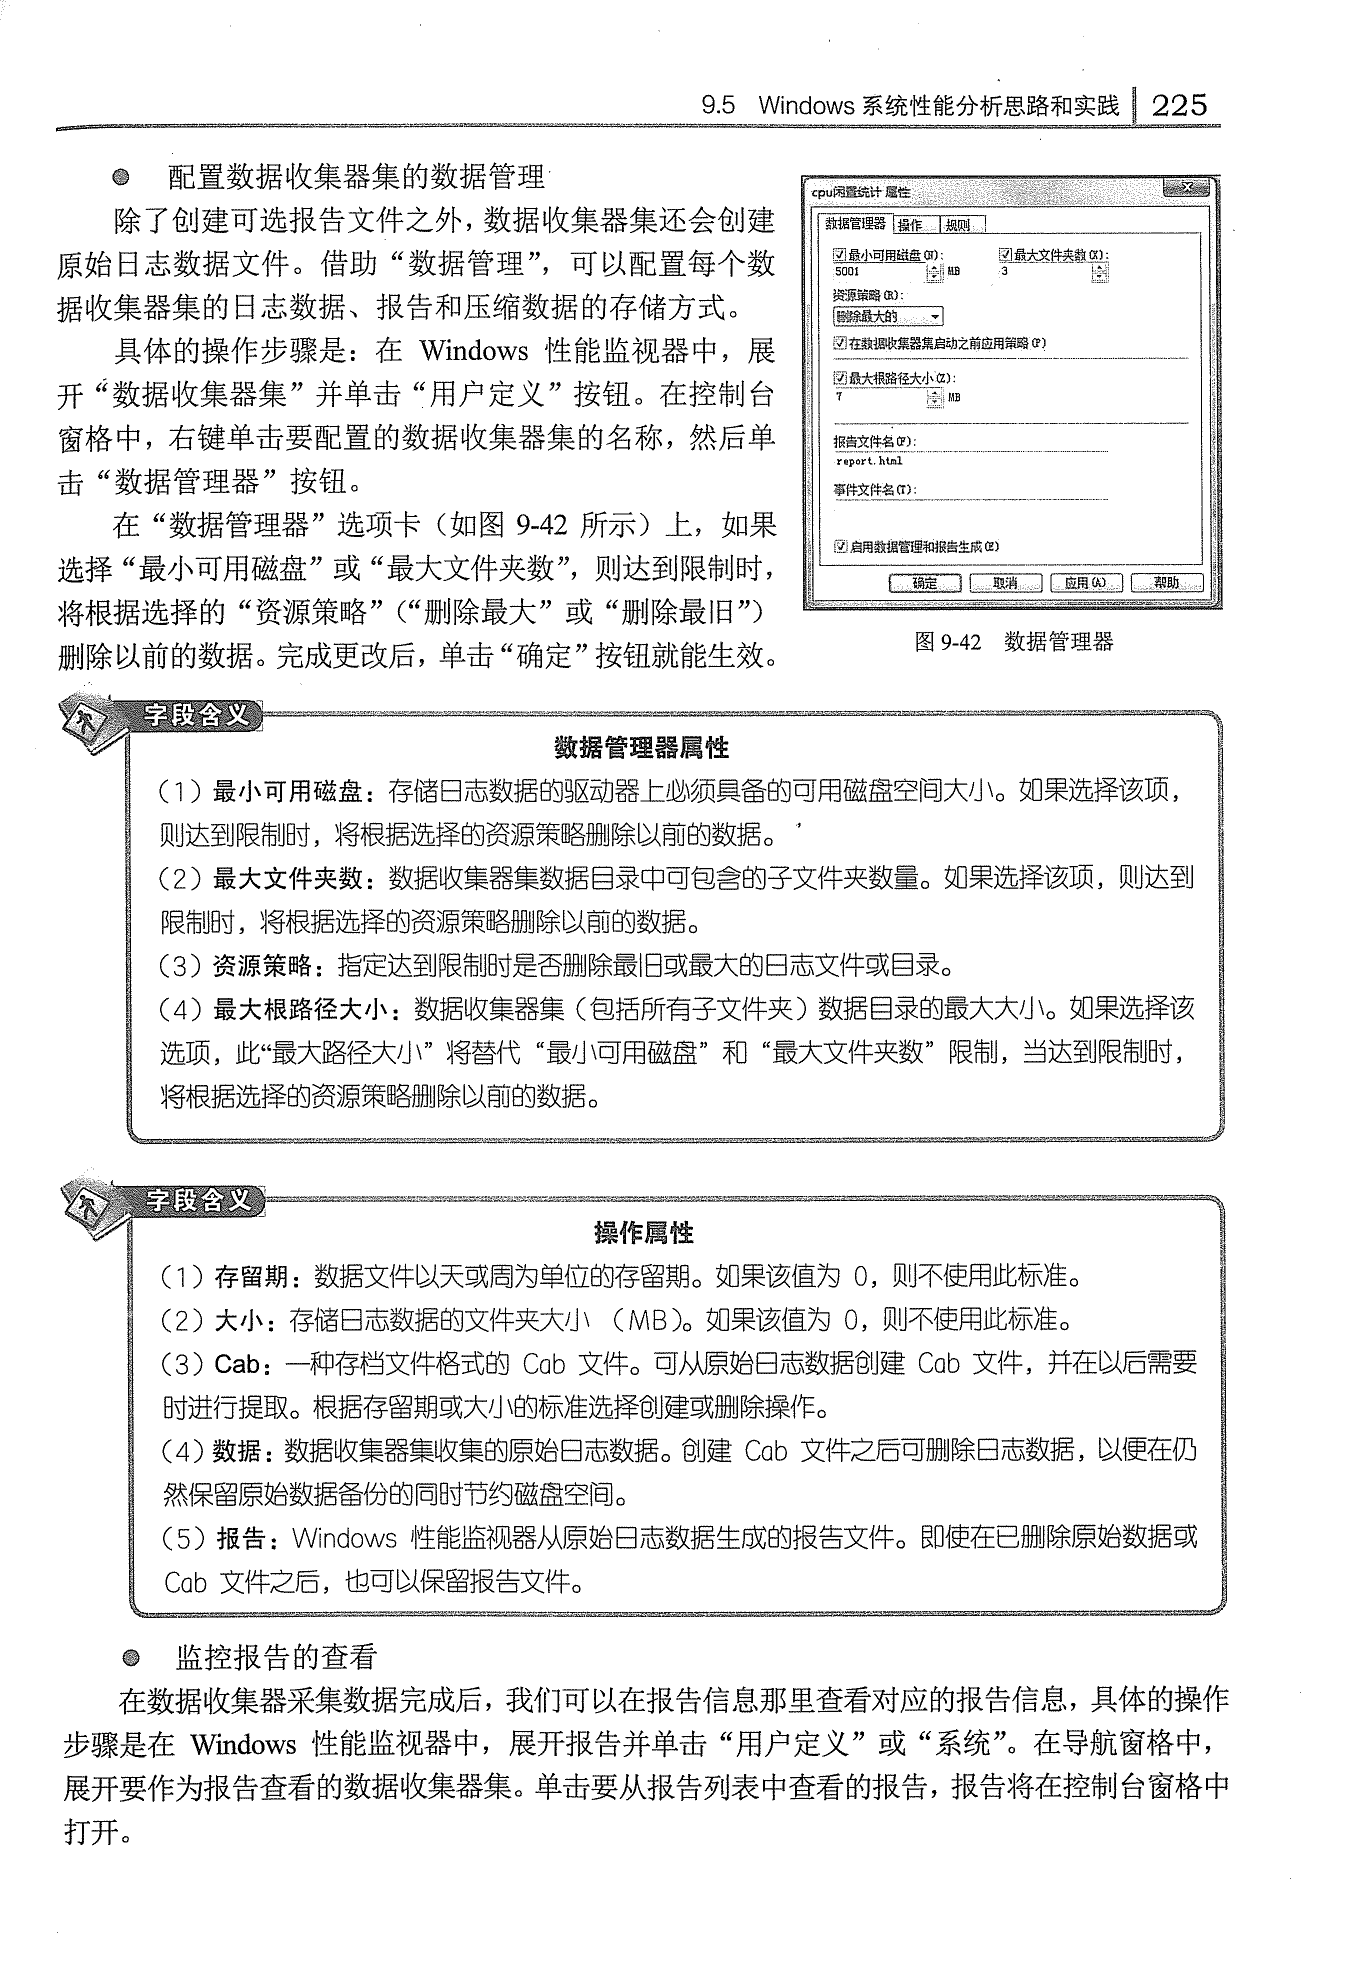 9.5 Windows 系统性能分析思路和实践 225
● 配置数据收集器集的数据管理
除了创建可选报告文件之外，数据收集器集还会创建
原始日志数据文件。借助“数据管理”，可以配置每个数
据收集器集的日志数据、报告和压缩数据的存储方式。
具体的操作步骤是：在 Windows 性能监视器中，展
开“数据收集器集”并单击“用户定义”按钮。在控制台
窗格中，右键单击要配置的数据收集器集的名称，然后单
击“数据管理器”按钮。
在“数据管理器”选项卡（如图 9-42 所示）上，如果
选择“最小可用磁盘”或“最大文件夹数”，则达到限制时，
将根据选择的“资源策略”（“删除最大”或“删除最旧”）
删除以前的数据。完成更改后，单击“确定”按钮就能生效。
cpu闲置统计 属性
数据管理器 操作 规则
最小可用磁盘(M): 最大文件夹数(X):
5001 MB 3
资源策略(R):
删除最大的
在数据收集器集启动之前应用策略(P)
最大根路径大小(Z):
7 MB
报告文件名(F):
report.html
事件文件名(T):
启用数据管理和报告生成(E)
确定 取消 应用(A) 帮助
图 9-42 数据管理器
字段含义
数据管理器属性
（1）最小可用磁盘：存储日志数据的驱动器上必须具备的可用磁盘空间大小。如果选择该项，
则达到限制时，将根据选择的资源策略删除以前的数据。
（2）最大文件夹数：数据收集器集数据目录中可包含的子文件夹数量。如果选择该项，则达到
限制时，将根据选择的资源策略删除以前的数据。
（3）资源策略：指定达到限制时是否删除最旧或最大的日志文件或目录。
（4）最大根路径大小：数据收集器集（包括所有子文件夹）数据目录的最大大小。如果选择该
选项，此“最大路径大小”将替代“最小可用磁盘”和“最大文件夹数”限制，当达到限制时，
将根据选择的资源策略删除以前的数据。
字段含义
操作属性
（1）存留期：数据文件以天或周为单位的存留期。如果该值为 0，则不使用此标准。
（2）大小：存储日志数据的文件夹大小（MB）。如果该值为 0，则不使用此标准。
（3）Cab：一种存档文件格式的 Cab 文件。可从原始日志数据创建 Cab 文件，并在以后需要
时进行提取。根据存留期或大小的标准选择创建或删除操作。
（4）数据：数据收集器集收集的原始日志数据。创建 Cab 文件之后可删除日志数据，以便在仍
然保留原始数据备份的同时节约磁盘空间。
（5）报告：Windows 性能监视器从原始日志数据生成的报告文件。即使在已删除原始数据或
Cab 文件之后，也可以保留报告文件。
● 监控报告的查看
在数据收集器采集数据完成后，我们可以在报告信息那里查看对应的报告信息，具体的操作
步骤是在 Windows 性能监视器中，展开报告并单击“用户定义”或“系统”。在导航窗格中，
展开要作为报告查看的数据收集器集。单击要从报告列表中查看的报告，报告将在控制台窗格中
打开。